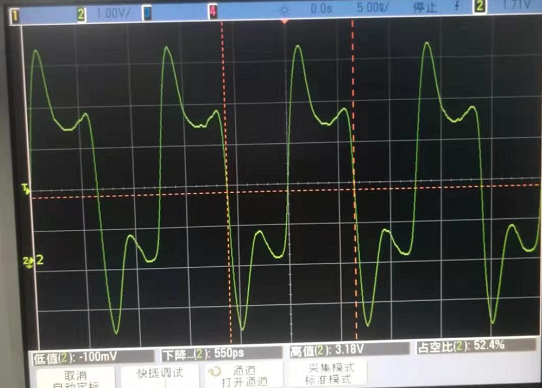 1 2 1.00V/ 3 4 0.0s 5.00g/ 停止 2 1.71V
2
低值(2): -100mV 下降…(2): 550ps 高值(2): 3.18V 占空比(2): 52.4%
取消 快捷调试 通道 采集模式
自动定标 打开通道 标准模式